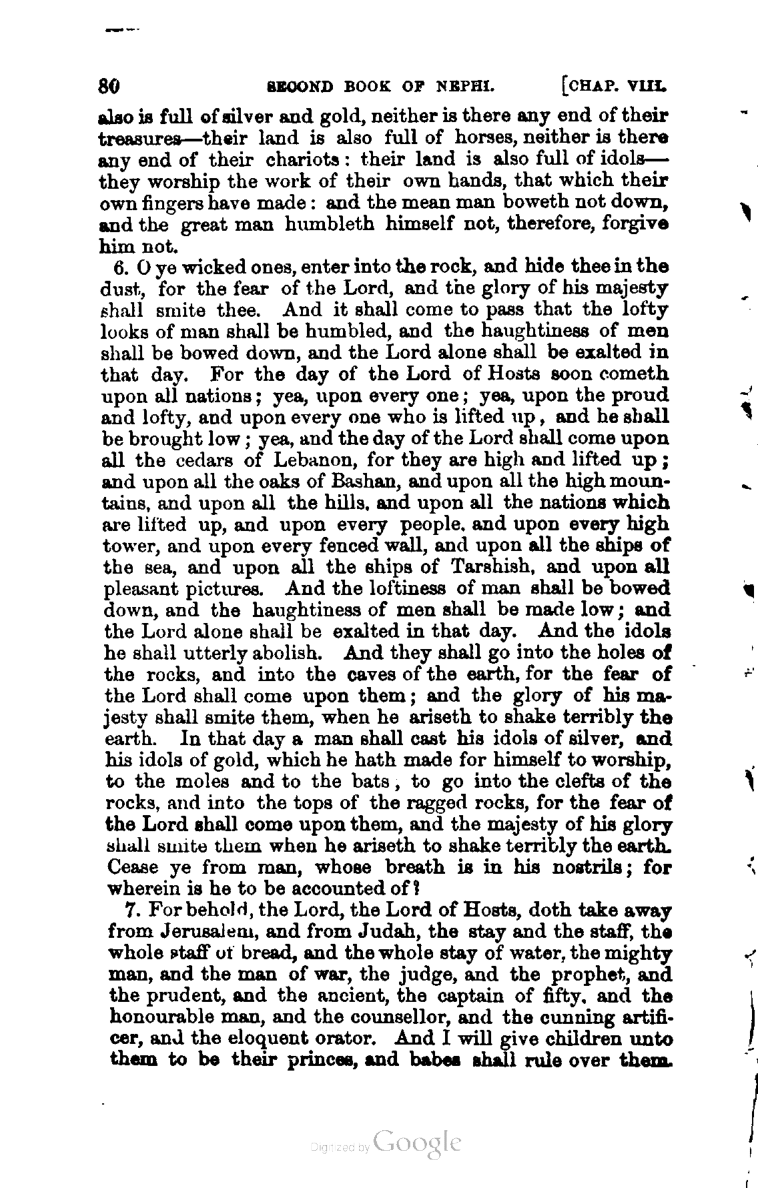 80 SECOND BOOK OF NEPHI. [CHAP. VIII.
also is full of silver and gold, neither is there any end of their
treasures—their land is also full of horses, neither is there
any end of their chariots: their land is also full of idols—
they worship the work of their own hands, that which their
own fingers have made: and the mean man boweth not down,
and the great man humbleth himself not, therefore, forgive
him not.
6. O ye wicked ones, enter into the rock, and hide thee in the
dust, for the fear of the Lord, and the glory of his majesty
shall smite thee. And it shall come to pass that the lofty
looks of man shall be humbled, and the haughtiness of men
shall be bowed down, and the Lord alone shall be exalted in
that day. For the day of the Lord of Hosts soon cometh
upon all nations; yea, upon every one; yea, upon the proud
and lofty, and upon every one who is lifted up, and he shall
be brought low; yea, and the day of the Lord shall come upon
all the cedars of Lebanon, for they are high and lifted up;
and upon all the oaks of Bashan, and upon all the high moun-
tains, and upon all the hills, and upon all the nations which
are lifted up, and upon every people, and upon every high
tower, and upon every fenced wall, and upon all the ships of
the sea, and upon all the ships of Tarshish, and upon all
pleasant pictures. And the loftiness of man shall be bowed
down, and the haughtiness of men shall be made low; and
the Lord alone shall be exalted in that day. And the idols
he shall utterly abolish. And they shall go into the holes of
the rocks, and into the caves of the earth, for the fear of
the Lord shall come upon them; and the glory of his ma-
jesty shall smite them, when he ariseth to shake terribly the
earth. In that day a man shall cast his idols of silver, and
his idols of gold, which he hath made for himself to worship,
to the moles and to the bats, to go into the clefts of the
rocks, and into the tops of the ragged rocks, for the fear of
the Lord shall come upon them, and the majesty of his glory
shall smite them when he ariseth to shake terribly the earth.
Cease ye from man, whose breath is in his nostrils; for
wherein is he to be accounted of?
7. For behold, the Lord, the Lord of Hosts, doth take away
from Jerusalem, and from Judah, the stay and the staff, the
whole staff of bread, and the whole stay of water, the mighty
man, and the man of war, the judge, and the prophet, and
the prudent, and the ancient, the captain of fifty, and the
honourable man, and the counsellor, and the cunning artifi-
cer, and the eloquent orator. And I will give children unto
them to be their princes, and babes shall rule over them.
Digitized by Google